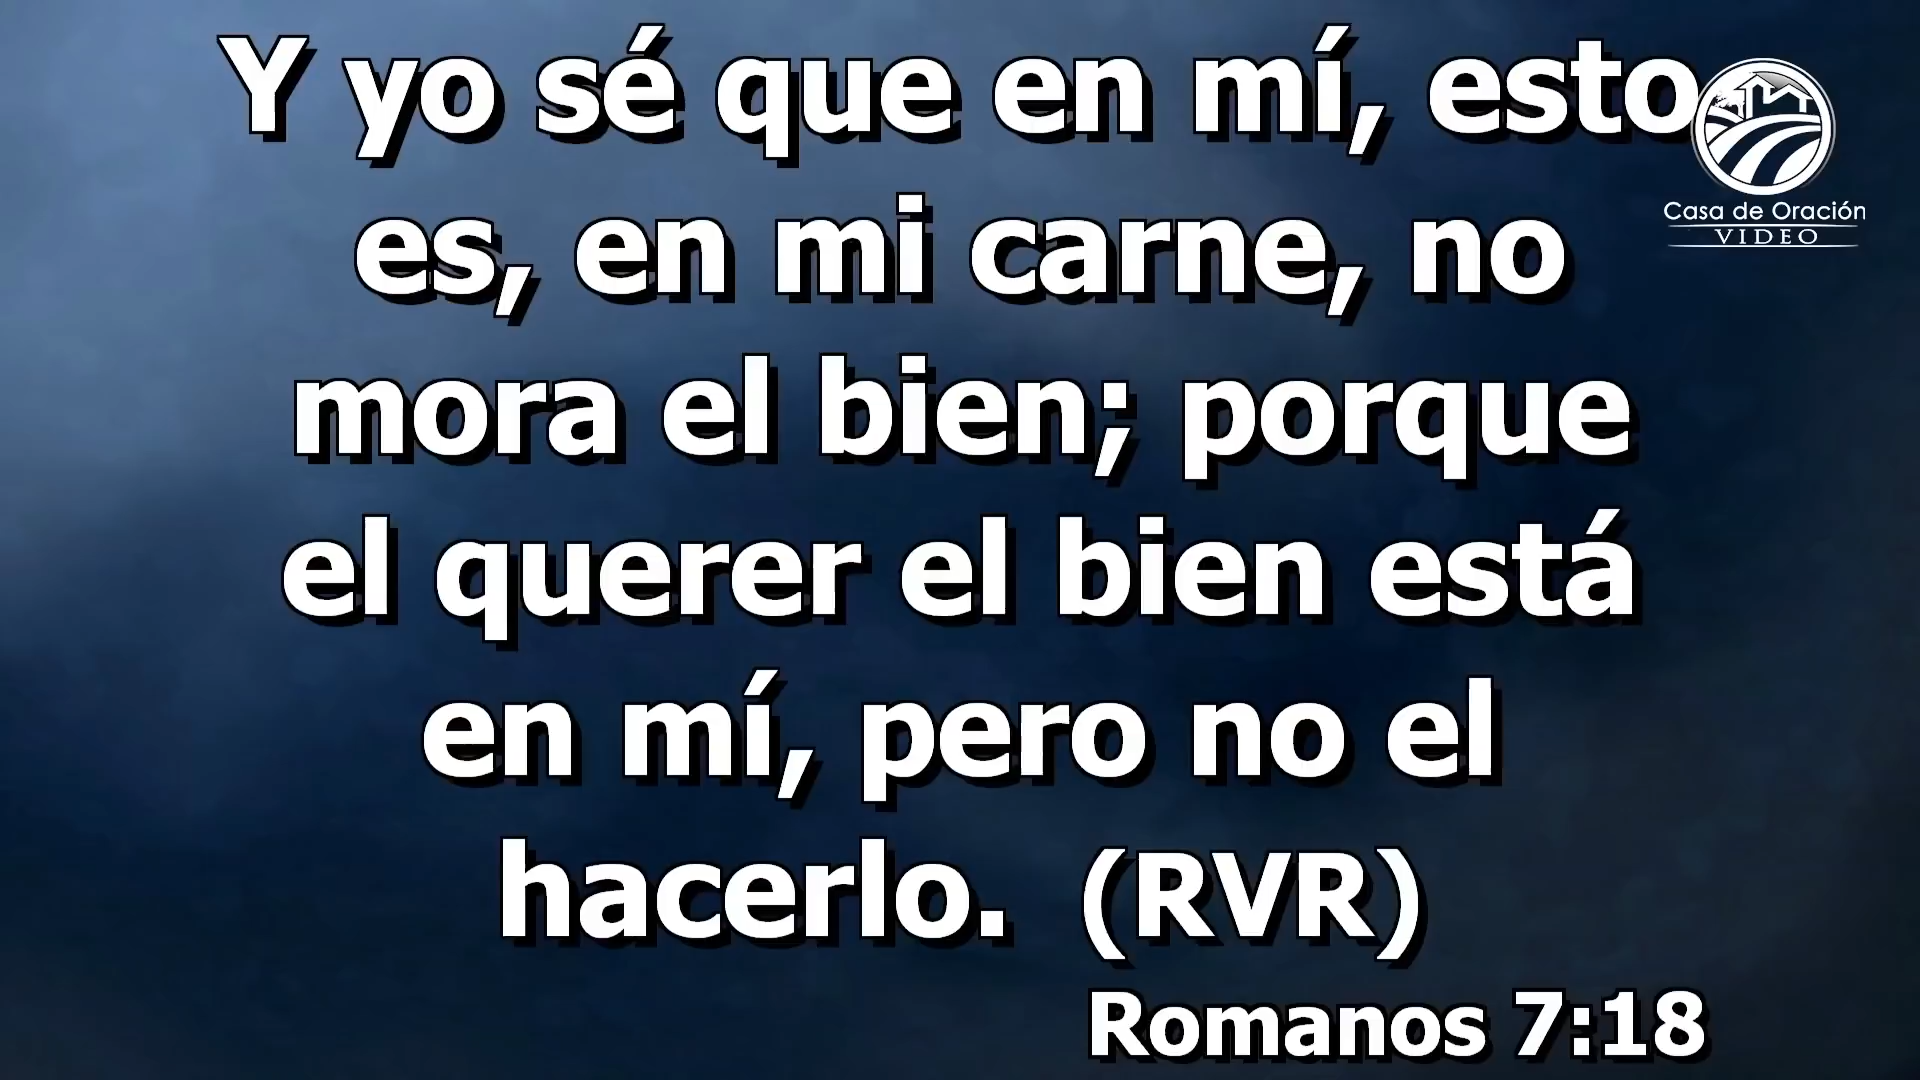 Y yo sé que en mí, esto
es, en mi carne, no
mora el bien; porque
el querer el bien está
en mí, pero no el
hacerlo. (RVR)
Romanos 7:18
Casa de Oración
VIDEO